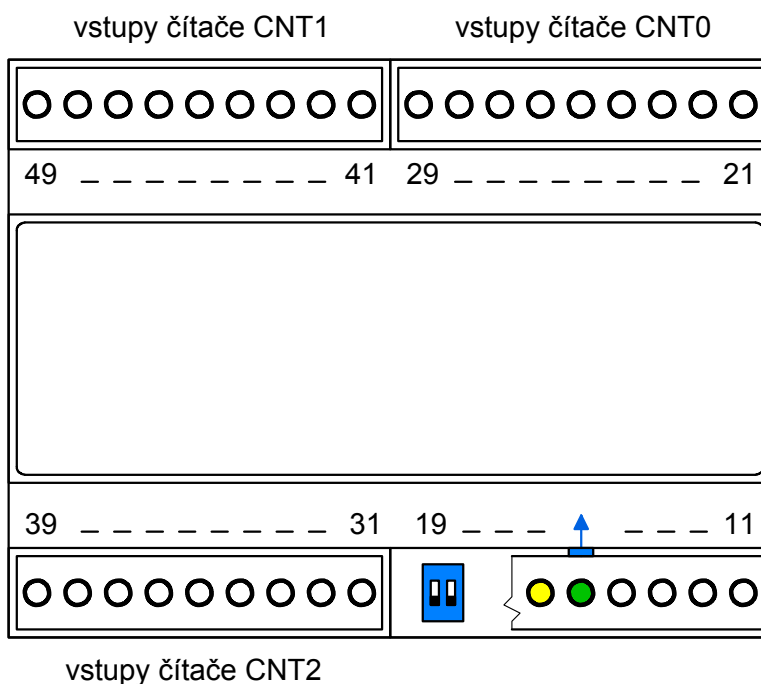 vstupy čítače CNT1 vstupy čítače CNT0
49 _ _ _ _ _ _ _ 41 29 _ _ _ _ _ _ _ 21
39 _ _ _ _ _ _ _ 31 19 _ _ _ _ _ _ 11
vstupy čítače CNT2